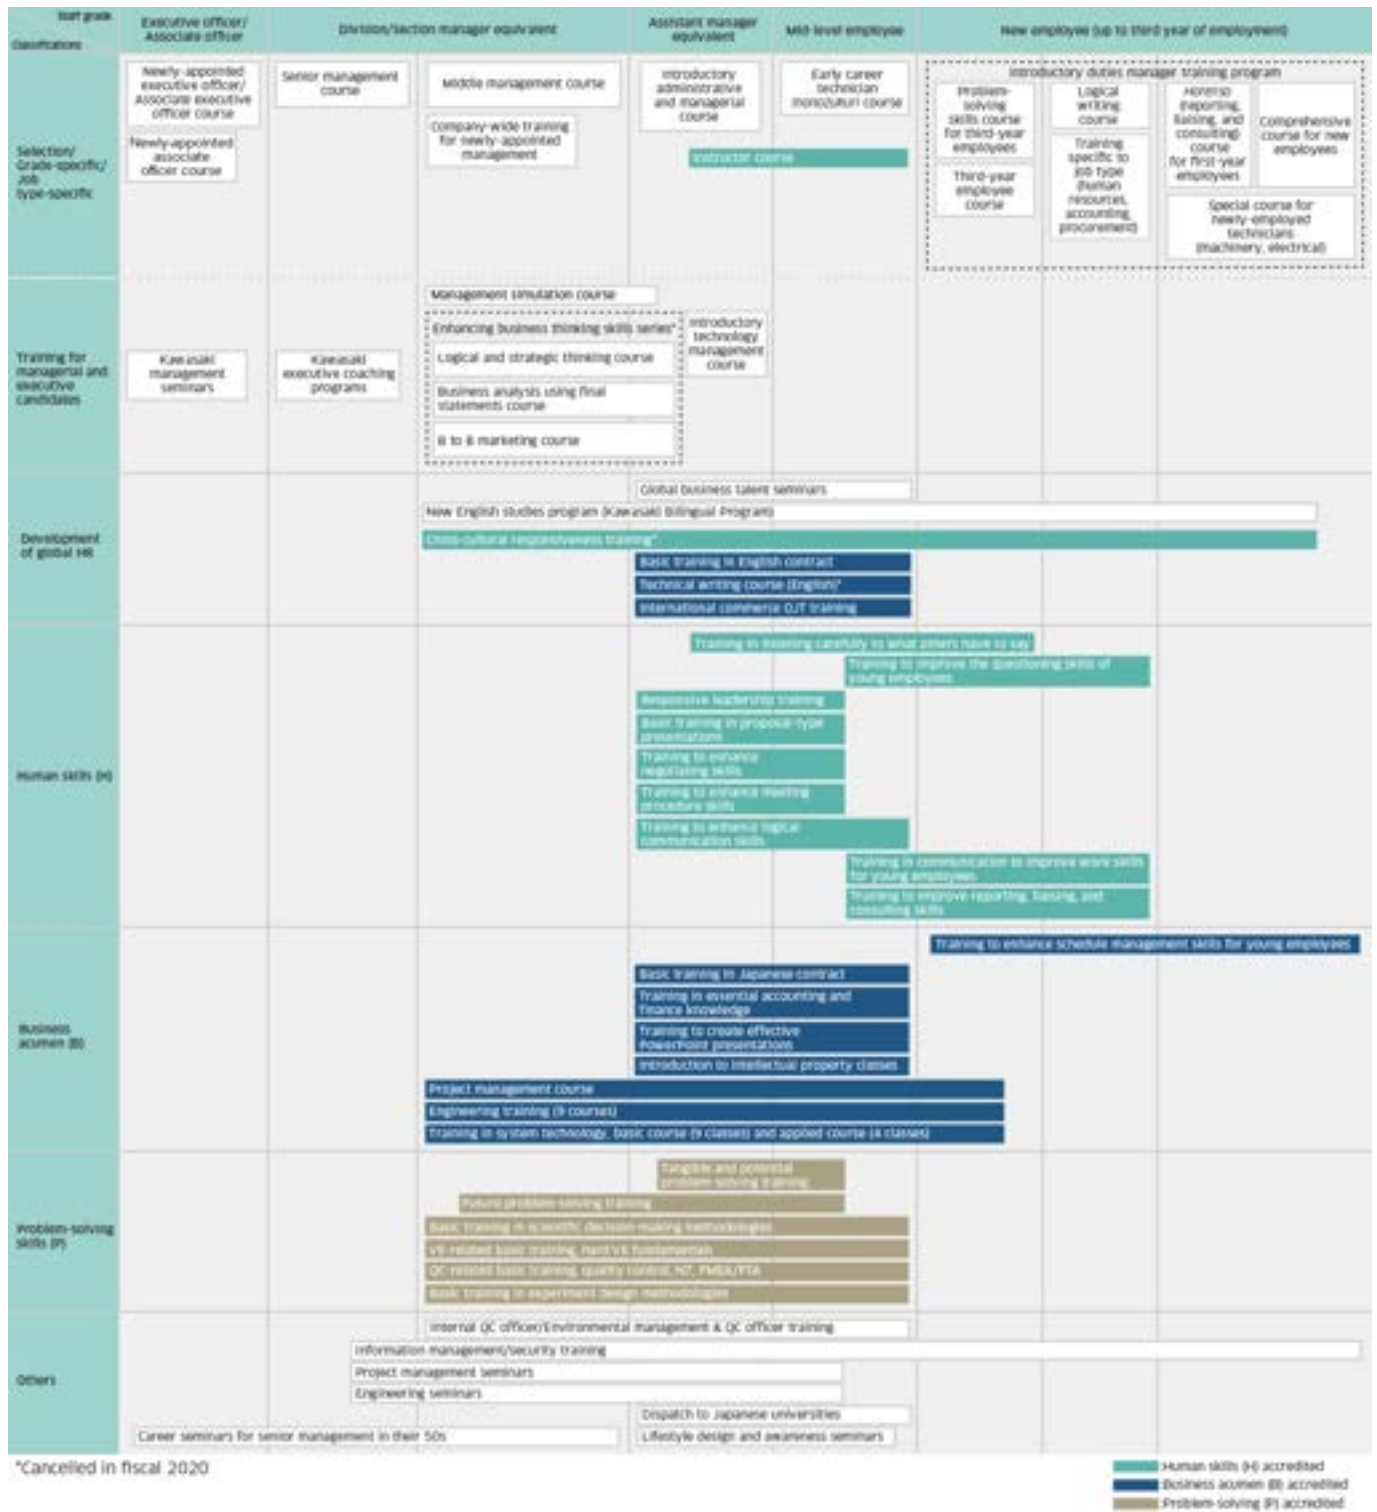 Staff grade
Classifications
Executive officer/
Associate officer
Division/Section manager equivalent
Assistant manager
equivalent
Mid-level employee
New employee (up to third year of employment)
Selection/
Grade-specific/
Job
type-specific
Newly-appointed
executive officer/
Associate executive
officer course
Newly-appointed
associate
officer course
Senior management
course
Middle management course
Company-wide training
for newly-appointed
management
Introductory
administrative
and managerial
course
Early career
technician
monozukuri course
Instructor course
Introductory duties manager training program
Problem-
solving
skills course
for third-year
employees
Third-year
employee
course
Logical
writing
course
Training
specific to
job type
(human
resources,
accounting,
procurement)
Horenso
(reporting,
liaising, and
consulting)
course
for first-year
employees
Comprehensive
course for new
employees
Special course for
newly-employed
technicians
(machinery, electrical)
Training for
managerial and
executive
candidates
Kawasaki
management
seminars
Kawasaki
executive coaching
programs
Management simulation course
Enhancing business thinking skills series*
Logical and strategic thinking course
Business analysis using final
statements course
B to B marketing course
Introductory
technology
management
course
Development
of global HR
Global business talent seminars
New English studies program (Kawasaki Bilingual Program)
Cross-cultural responsiveness training*
Basic training in English contract
Technical writing course (English)*
International commerce OJT training
Human skills (H)
Training in listening carefully to what others have to say
Training to improve the questioning skills of
young employees
Responsive leadership training
Basic training in proposal-type
presentations
Training to enhance
negotiating skills
Training to enhance meeting
procedure skills
Training to enhance logical
communication skills
Training in communication to improve work skills
for young employees
Training to improve reporting, liaising, and
consulting skills
Business
acumen (B)
Training to enhance schedule management skills for young employees
Basic training in Japanese contract
Training in essential accounting and
finance knowledge
Training to create effective
PowerPoint presentations
Introduction to intellectual property classes
Project management course
Engineering training (9 courses)
Training in system technology, basic course (9 classes) and applied course (4 classes)
Problem-solving
skills (P)
Tangible and potential
problem-solving training
Future problem-solving training
Basic training in scientific decision-making methodologies
VE-related basic training, fundamentals
QC-related basic training, quality control, N7, FMEA/FTA
Basic training in experiment design methodologies
Others
Internal QC officer/Environmental management & QC officer training
Information management/security training
Project management seminars
Engineering seminars
Dispatch to Japanese universities
Career seminars for senior management in their 50s
Lifestyle design and awareness seminars
*Cancelled in fiscal 2020
Human skills (H) accredited
Business acumen (B) accredited
Problem-solving (P) accredited